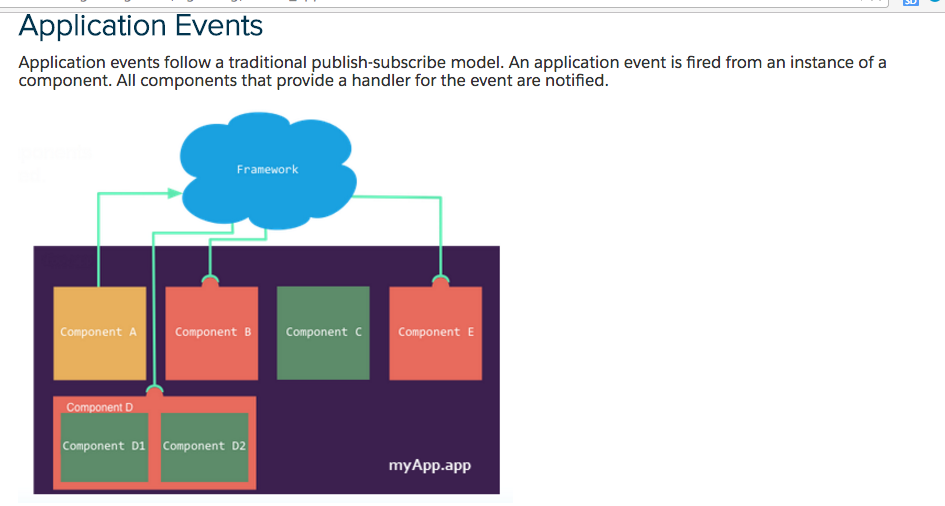 Application Events
Application events follow a traditional publish-subscribe model. An application event is fired from an instance of a
component. All components that provide a handler for the event are notified.
Framework
Component A
Component B
Component C
Component E
Component D
Component D1
Component D2
myApp.app